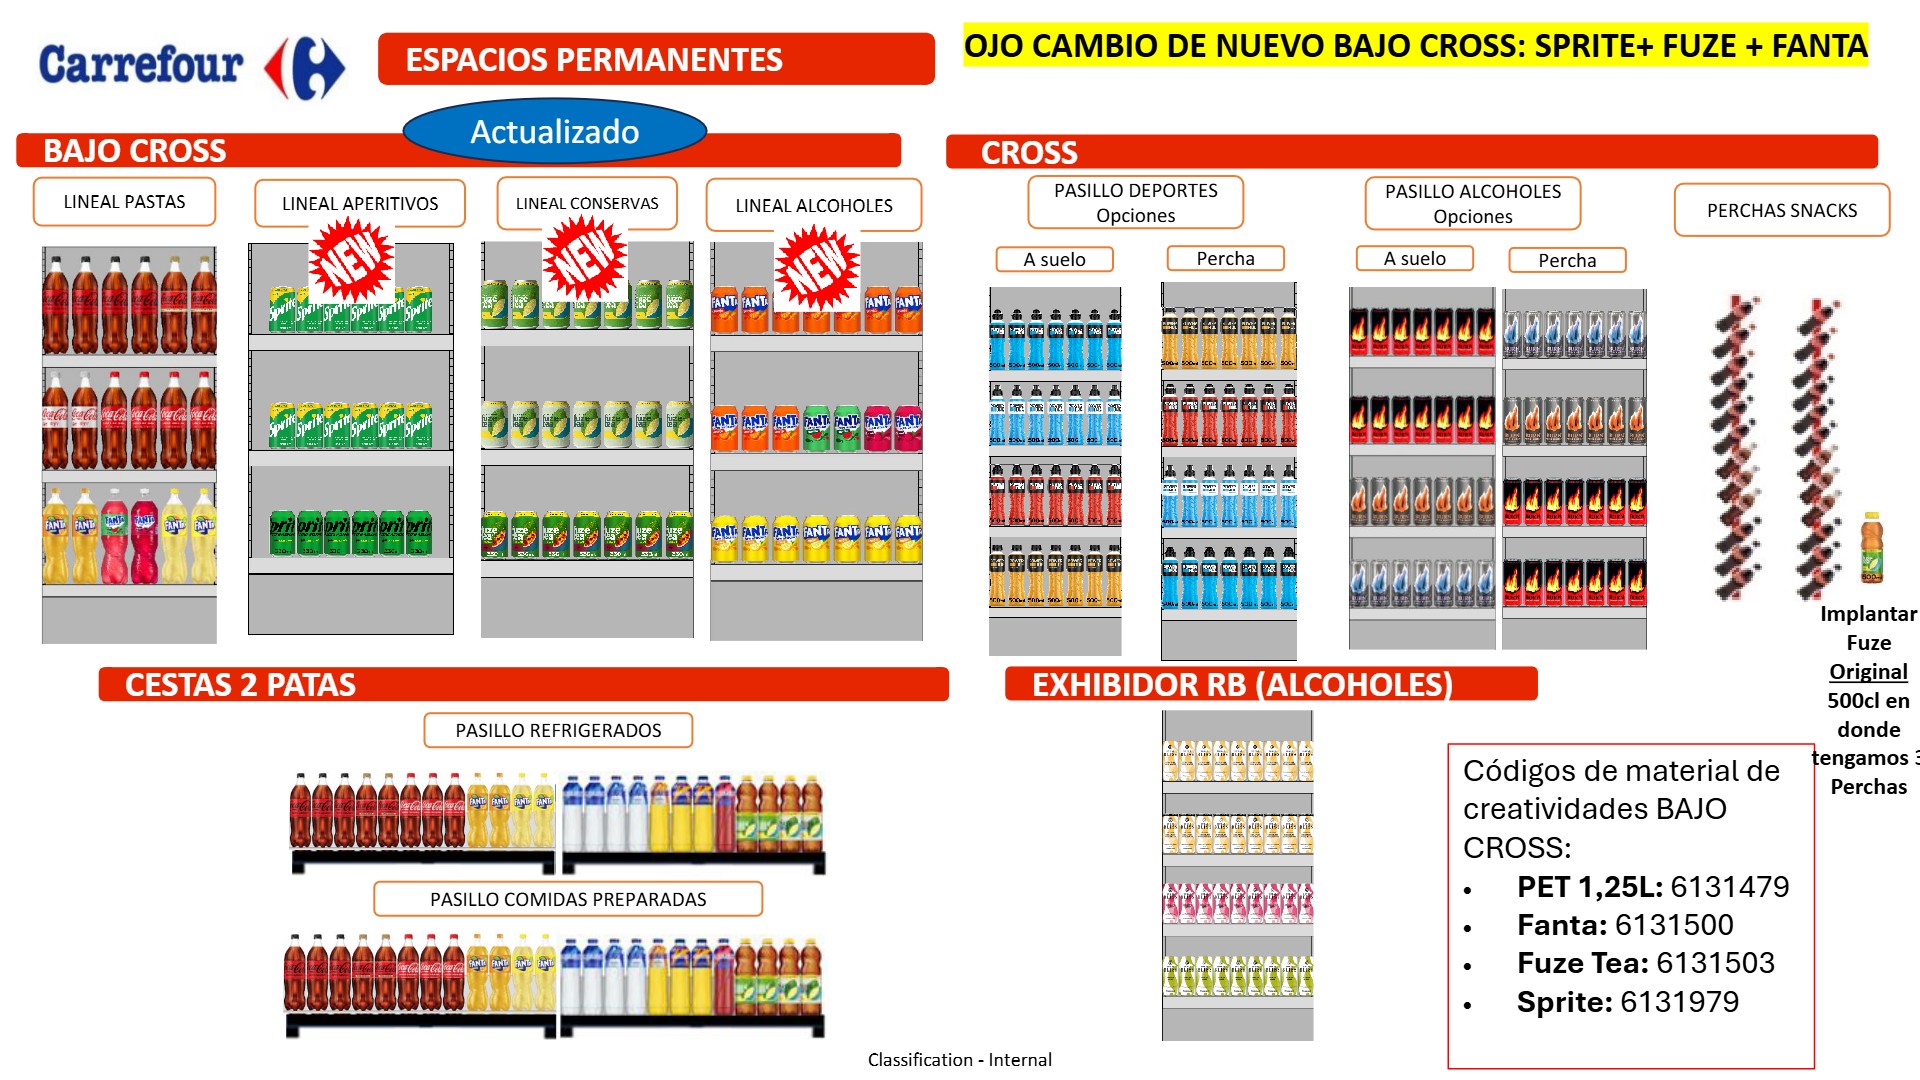 Carrefour
ESPACIOS PERMANENTES
OJO CAMBIO DE NUEVO BAJO CROSS: SPRITE+ FUZE + FANTA
Actualizado
BAJO CROSS
CROSS
LINEAL PASTAS
LINEAL APERITIVOS
LINEAL CONSERVAS
LINEAL ALCOHOLES
NEW
NEW
NEW
PASILLO DEPORTES
Opciones
PASILLO ALCOHOLES
Opciones
PERCHAS SNACKS
A suelo
Percha
A suelo
Percha
Implantar
Fuze
Original
500cl en
donde
tengamos 3
Perchas
CESTAS 2 PATAS
EXHIBIDOR RB (ALCOHOLES)
PASILLO REFRIGERADOS
PASILLO COMIDAS PREPARADAS
Códigos de material de
creatividades BAJO
CROSS:
• PET 1,25L: 6131479
• Fanta: 6131500
• Fuze Tea: 6131503
• Sprite: 6131979
Classification - Internal